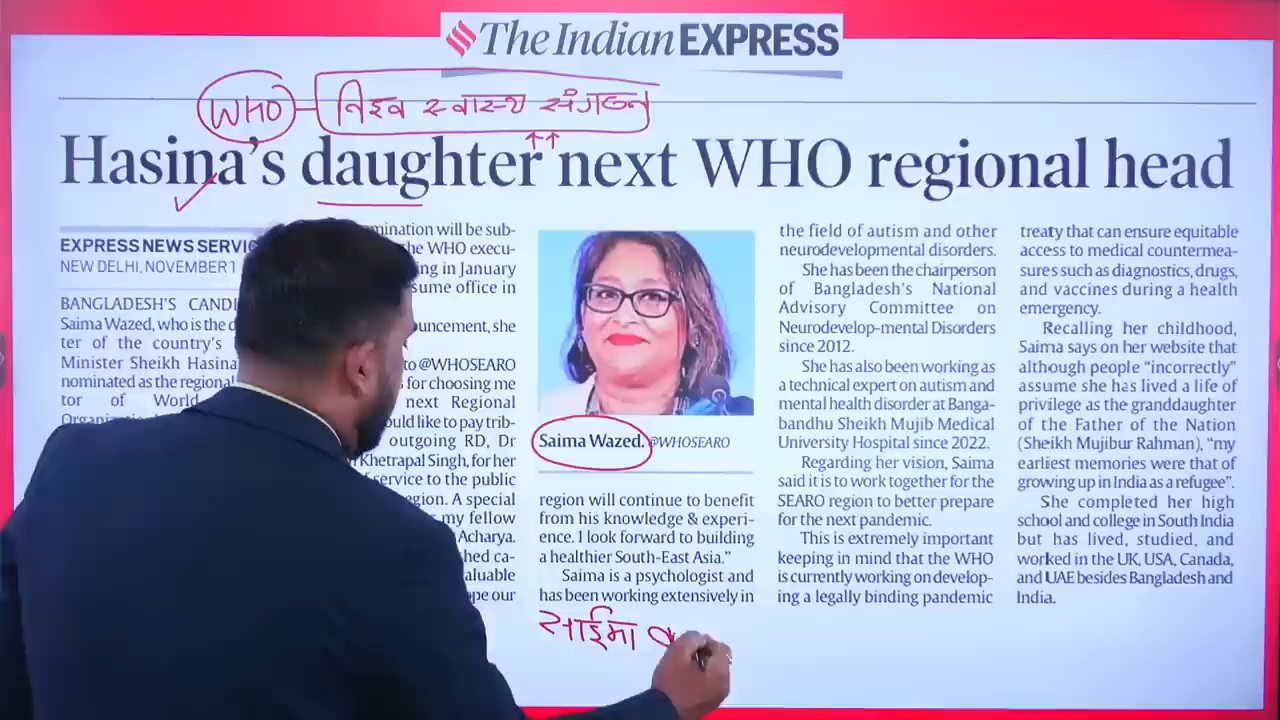 The Indian EXPRESS
WHO - विश्व स्वास्थ्य संगठन
Hasina's daughter next WHO regional head
EXPRESS NEWS SERVIC
NEW DELHI, NOVEMBER 1
BANGLADESH'S CANDI
Saima Wazed, who is the d
ter of the country's
Minister Sheikh Hasina
nominated as the regional
tor of World
mination will be sub-
he WHO execu-
ng in January
sume office in
ouncement, she
to @WHOSEARO
for choosing me
next Regional
ould like to pay trib-
outgoing RD, Dr
Khetrapal Singh, for her
service to the public
egion. A special
my fellow
Acharya.
hed ca-
aluable
ope our
Saima Wazed. @WHOSEARO
region will continue to benefit
from his knowledge & experi-
ence. I look forward to building
a healthier South-East Asia."
Saima is a psychologist and
has been working extensively in
साईमा व
the field of autism and other
neurodevelopmental disorders.
She has been the chairperson
of Bangladesh's National
Advisory Committee on
Neurodevelop-mental Disorders
since 2012.
She has also been working as
a technical expert on autism and
mental health disorder at Banga-
bandhu Sheikh Mujib Medical
University Hospital since 2022.
Regarding her vision, Saima
said it is to work together for the
SEARO region to better prepare
for the next pandemic.
This is extremely important
keeping in mind that the WHO
is currently working on develop-
ing a legally binding pandemic
treaty that can ensure equitable
access to medical countermea-
sures such as diagnostics, drugs,
and vaccines during a health
emergency.
Recalling her childhood,
Saima says on her website that
although people "incorrectly"
assume she has lived a life of
privilege as the granddaughter
of the Father of the Nation
(Sheikh Mujibur Rahman), "my
earliest memories were that of
growing up in India as a refugee".
She completed her high
school and college in South India
but has lived, studied, and
worked in the UK, USA, Canada,
and UAE besides Bangladesh and
India.